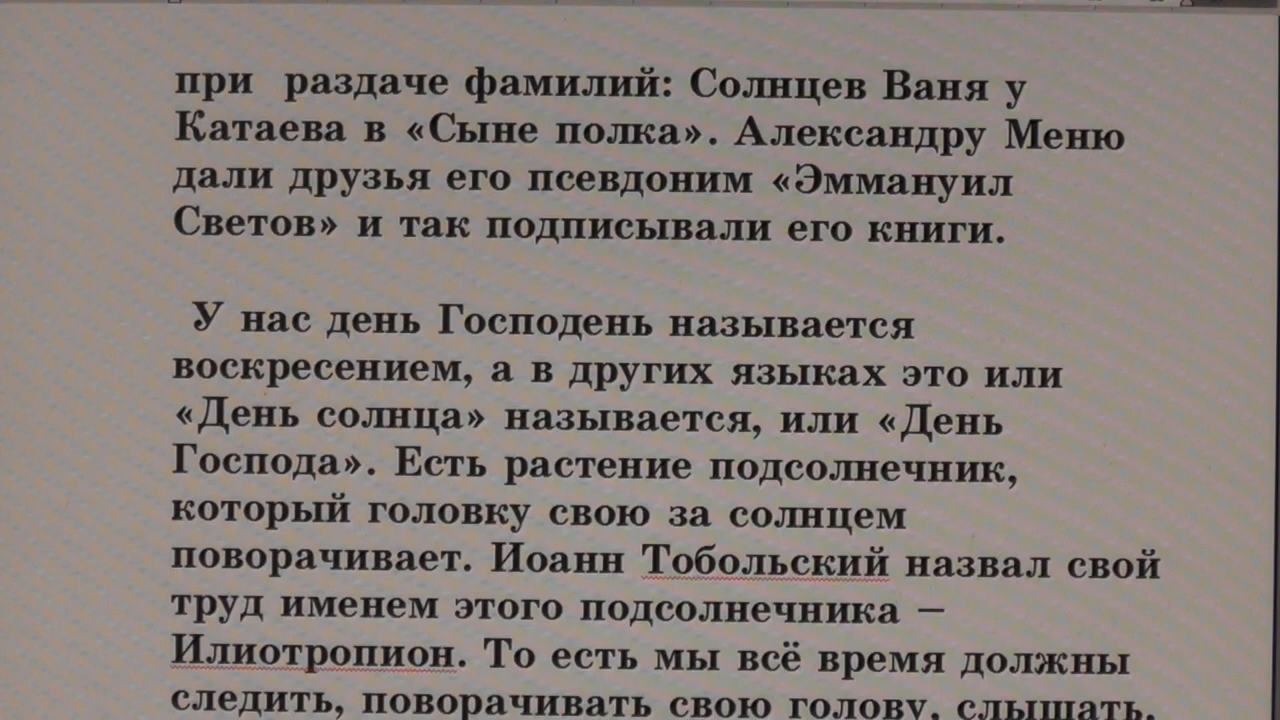 при раздаче фамилий: Солнцев Ваня у
Катаева в «Сыне полка». Александру Меню
дали друзья его псевдоним «Эммануил
Светов» и так подписывали его книги.
У нас день Господень называется
воскресением, а в других языках это или
«День солнца» называется, или «День
Господа». Есть растение подсолнечник,
который головку свою за солнцем
поворачивает. Иоанн Тобольский назвал свой
труд именем этого подсолнечника –
Илиотропион. То есть мы всё время должны
следить, поворачивать свою голову, слышать,